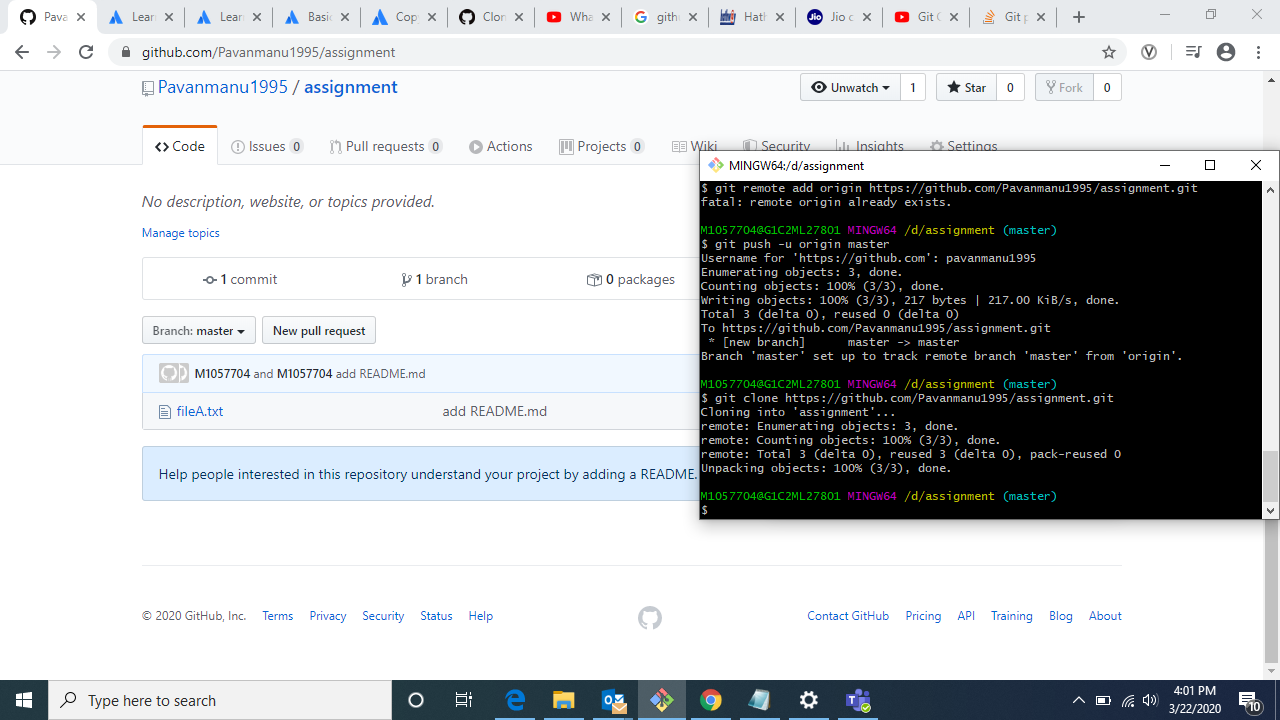 Pava
Learn
Learn
Basic
Cop
Clon
Wha
gith
Hath
Jio c
Git C
Git p
github.com/Pavanmanu1995/assignment
Pavanmanu1995 / assignment
Unwatch 1
Star 0
Fork 0
Code
Issues 0
Pull requests 0
Actions
Projects 0
Wiki
Security
Insights
Settings
No description, website, or topics provided.
Manage topics
1 commit
1 branch
0 packages
Branch: master
New pull request
M1057704 and M1057704 add README.md
fileA.txt add README.md
Help people interested in this repository understand your project by adding a README.
MINGW64:/d/assignment
$ git remote add origin https://github.com/Pavanmanu1995/assignment.git
fatal: remote origin already exists.
M1057704@G1C2ML27801 MINGW64 /d/assignment (master)
$ git push -u origin master
Username for 'https://github.com': pavanmanu1995
Enumerating objects: 3, done.
Counting objects: 100% (3/3), done.
Writing objects: 100% (3/3), 217 bytes | 217.00 KiB/s, done.
Total 3 (delta 0), reused 0 (delta 0)
To https://github.com/Pavanmanu1995/assignment.git
* [new branch] master -> master
Branch 'master' set up to track remote branch 'master' from 'origin'.
M1057704@G1C2ML27801 MINGW64 /d/assignment (master)
$ git clone https://github.com/Pavanmanu1995/assignment.git
Cloning into 'assignment'...
remote: Enumerating objects: 3, done.
remote: Counting objects: 100% (3/3), done.
remote: Total 3 (delta 0), reused 3 (delta 0), pack-reused 0
Unpacking objects: 100% (3/3), done.
M1057704@G1C2ML27801 MINGW64 /d/assignment (master)
$
© 2020 GitHub, Inc. Terms Privacy Security Status Help
Contact GitHub Pricing API Training Blog About
Type here to search
4:01 PM
3/22/2020
10